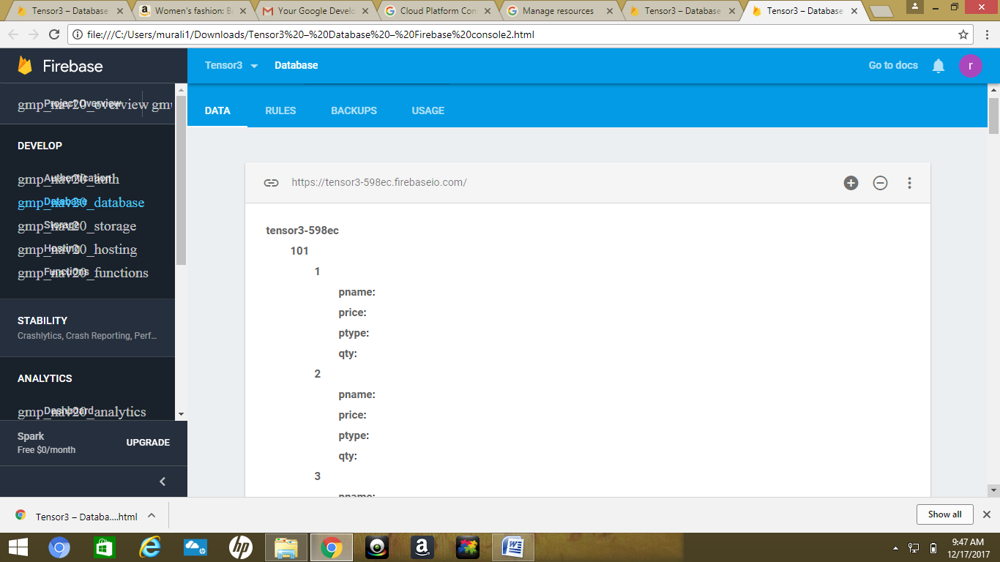 Tensor3 – Database
Women's fashion: B
Your Google Develo
Cloud Platform Con
Manage resources
Tensor3 – Database
Tensor3 – Database
file:///C:/Users/murali1/Downloads/Tensor3%20–%20Database%20–%20Firebase%20console2.html
Firebase
Tensor3
Database
Go to docs
r
gmp_nav20_overview gmp
Project Overview
DATA
RULES
BACKUPS
USAGE
DEVELOP
gmp_nav20_auth
Authentication
gmp_nav20_database
Database
gmp_nav20_storage
Storage
gmp_nav20_hosting
Hosting
gmp_nav20_functions
Functions
STABILITY
Crashlytics, Crash Reporting, Perf…
ANALYTICS
gmp_nav20_analytics
Dashboard
Spark
Free $0/month
UPGRADE
https://tensor3-598ec.firebaseio.com/
tensor3-598ec
101
1
pname:
price:
ptype:
qty:
2
pname:
price:
ptype:
qty:
3
pname:
Tensor3 – Databa....html
Show all
9:47 AM
12/17/2017